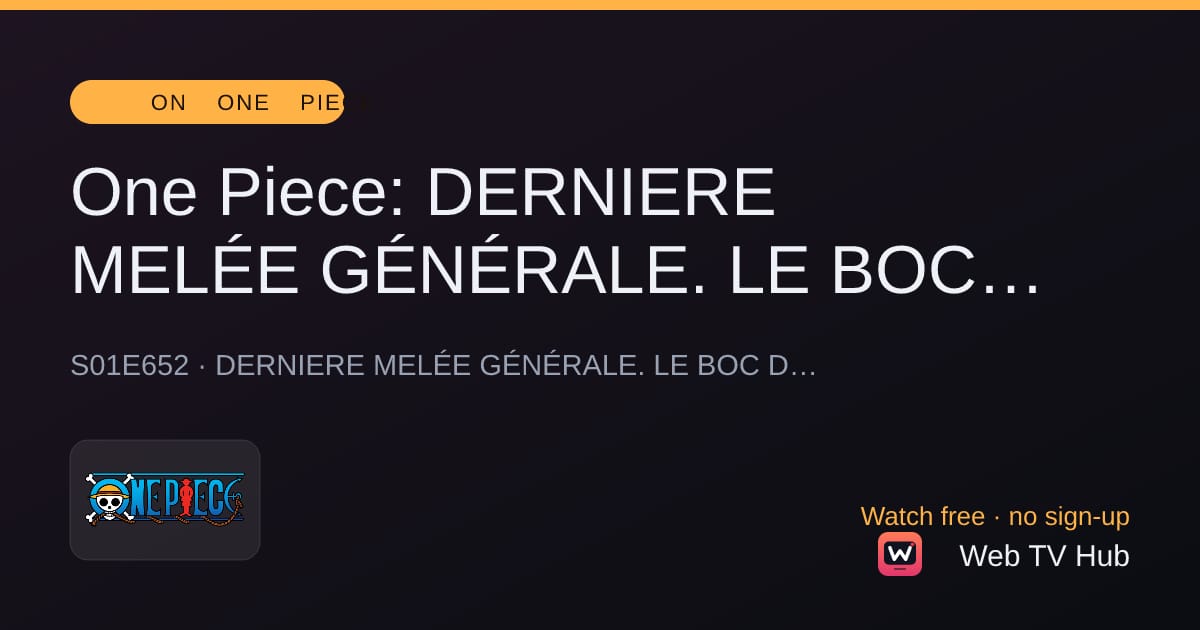 ON ONE PIECE
One Piece: DERNIERE
MELÉE GÉNÉRALE. LE BOC…
S01E652 · DERNIERE MELÉE GÉNÉRALE. LE BOC D…
ONE PIECE
Watch free · no sign-up
W
Web TV Hub